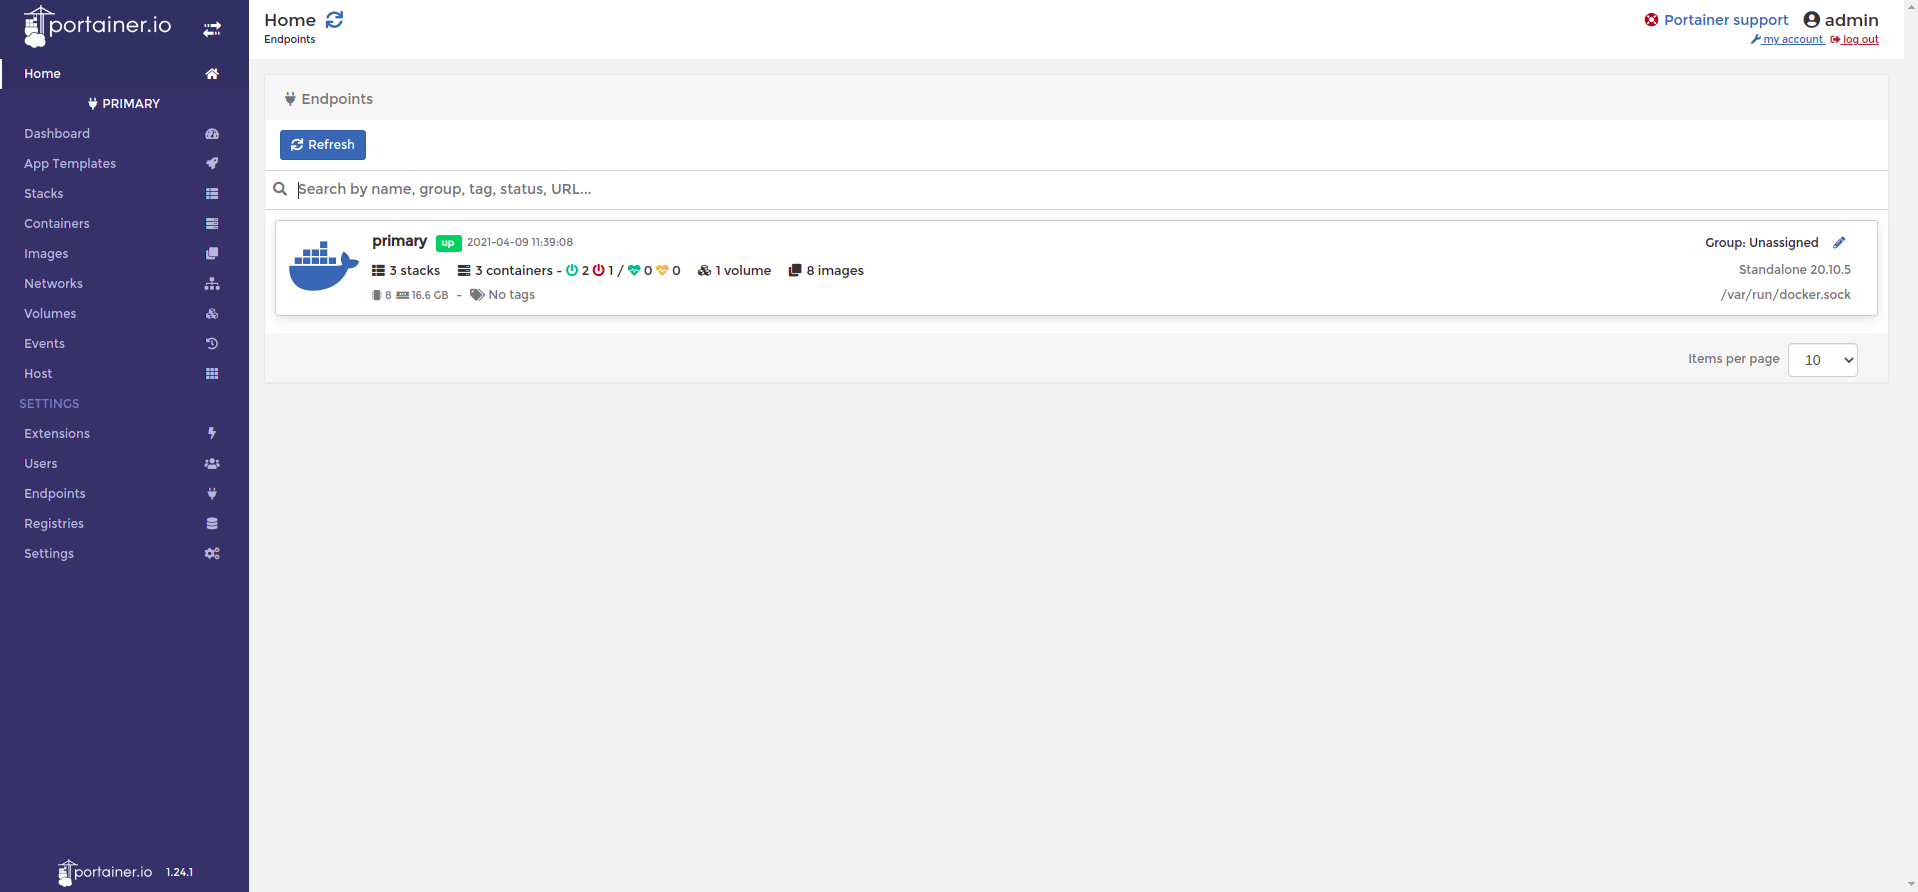 portainer.io
Home
PRIMARY
Dashboard
App Templates
Stacks
Containers
Images
Networks
Volumes
Events
Host
SETTINGS
Extensions
Users
Endpoints
Registries
Settings
portainer.io 1.24.1
Home
Endpoints
Portainer support admin
my account log out
Endpoints
Refresh
Search by name, group, tag, status, URL...
primary up 2021-04-09 11:39:08
3 stacks 3 containers - 2 1 / 0 0 1 volume 8 images
8 16.6 GB - No tags
Group: Unassigned
Standalone 20.10.5
/var/run/docker.sock
Items per page 10